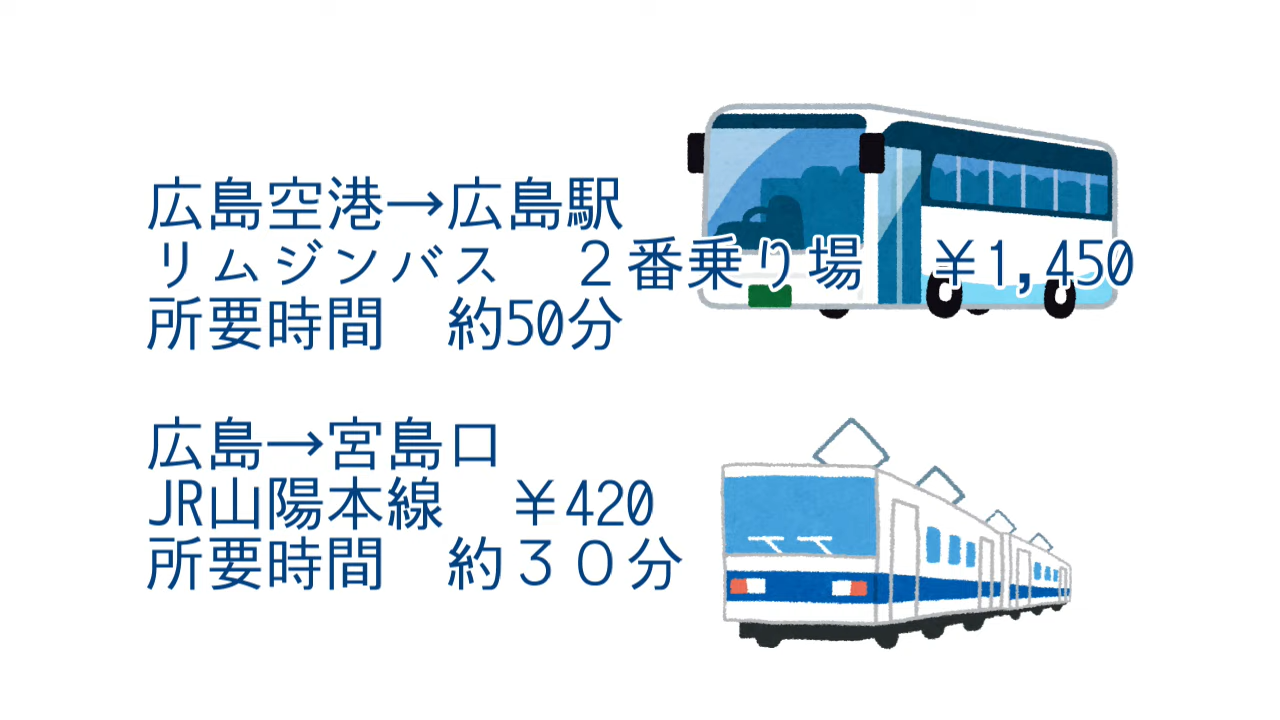 広島空港→広島駅
リムジンバス　２番乗り場　￥1,450
所要時間　約50分
広島→宮島口
JR山陽本線　￥420
所要時間　約３０分